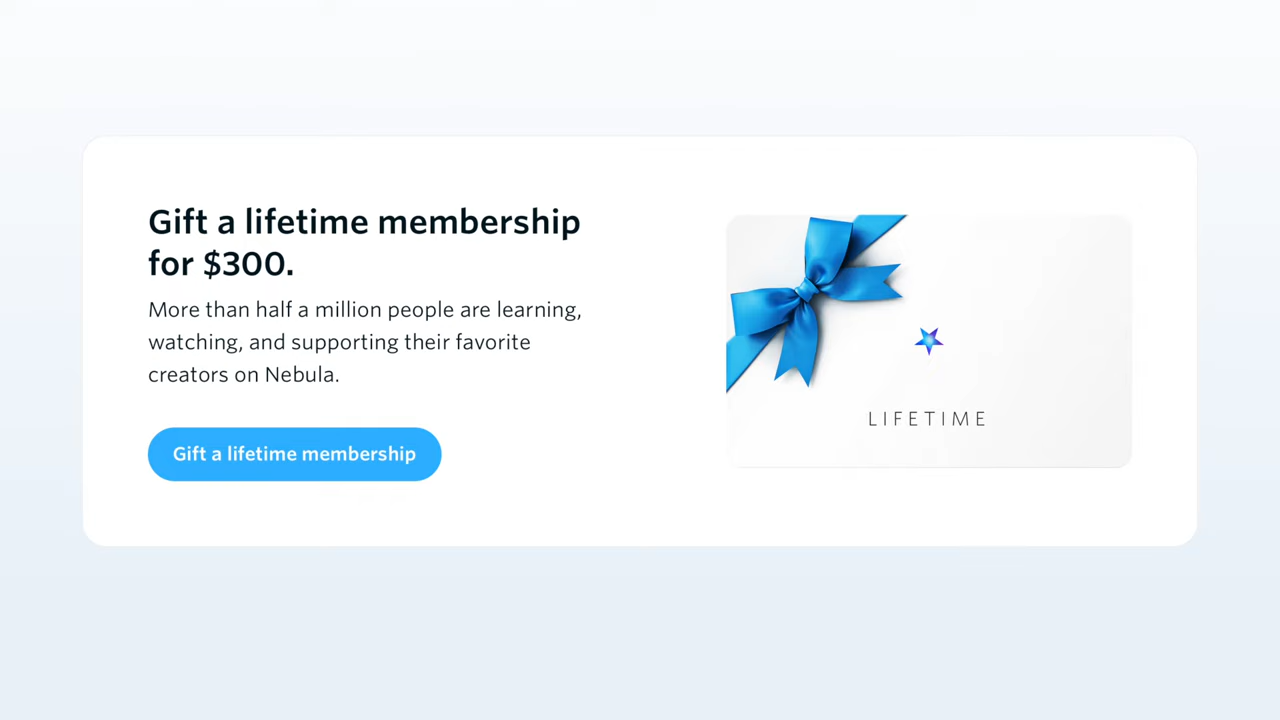 Gift a lifetime membership
for $300.
More than half a million people are learning,
watching, and supporting their favorite
creators on Nebula.
Gift a lifetime membership
LIFETIME